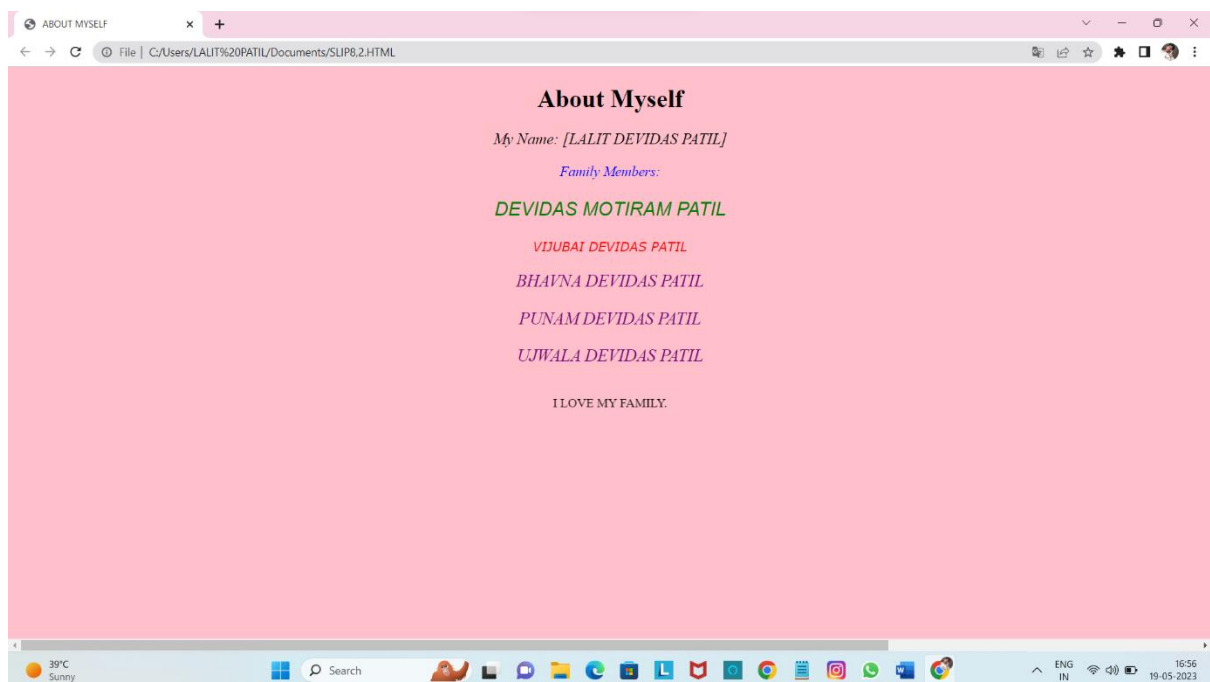 ABOUT MYSELF
File | C:/Users/LALIT%20PATIL/Documents/SLIP8,2.HTML
About Myself
My Name: [LALIT DEVIDAS PATIL]
Family Members:
DEVIDAS MOTIRAM PATIL
VIJUBAI DEVIDAS PATIL
BHAVNA DEVIDAS PATIL
PUNAM DEVIDAS PATIL
UJWALA DEVIDAS PATIL
I LOVE MY FAMILY.
39°C
Sunny
Search
ENG
IN
16:56
19-05-2023